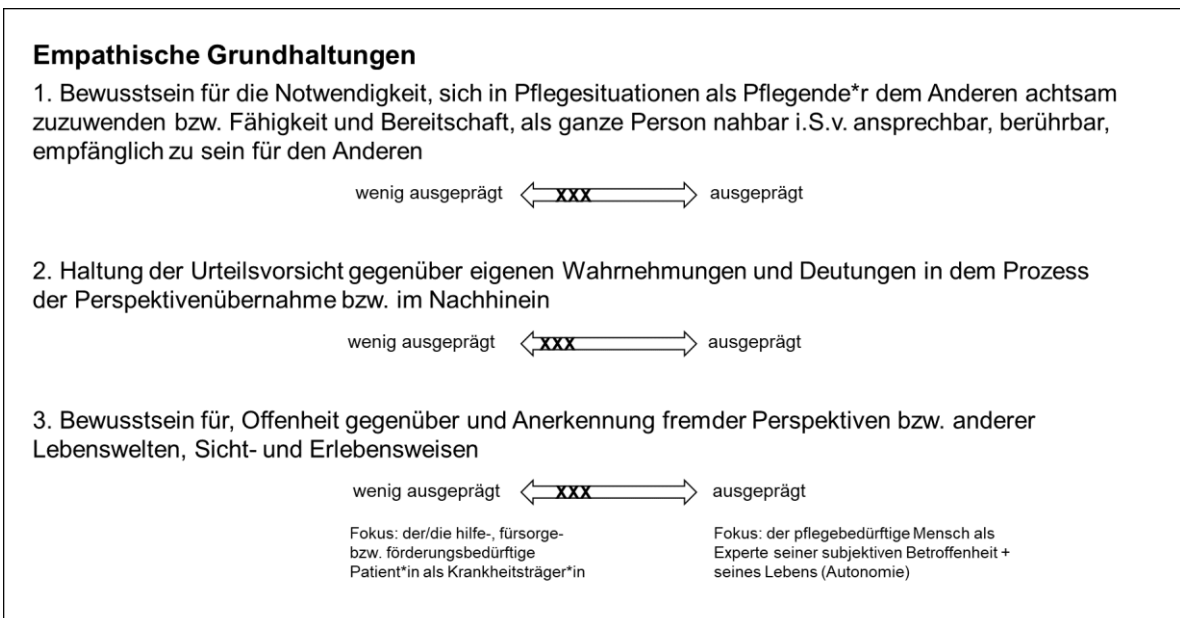 Empathische Grundhaltungen
1. Bewusstsein für die Notwendigkeit, sich in Pflegesituationen als Pflegende*r dem Anderen achtsam
zuzuwenden bzw. Fähigkeit und Bereitschaft, als ganze Person nahbar i.S.v. ansprechbar, berührbar,
empfänglich zu sein für den Anderen
wenig ausgeprägt XXX ausgeprägt
2. Haltung der Urteilsvorsicht gegenüber eigenen Wahrnehmungen und Deutungen in dem Prozess
der Perspektivenübernahme bzw. im Nachhinein
wenig ausgeprägt XXX ausgeprägt
3. Bewusstsein für, Offenheit gegenüber und Anerkennung fremder Perspektiven bzw. anderer
Lebenswelten, Sicht- und Erlebensweisen
wenig ausgeprägt XXX ausgeprägt
Fokus: der/die hilfe-, fürsorge-
bzw. förderungsbedürftige
Patient*in als Krankheitsträger*in
Fokus: der pflegebedürftige Mensch als
Experte seiner subjektiven Betroffenheit +
seines Lebens (Autonomie)